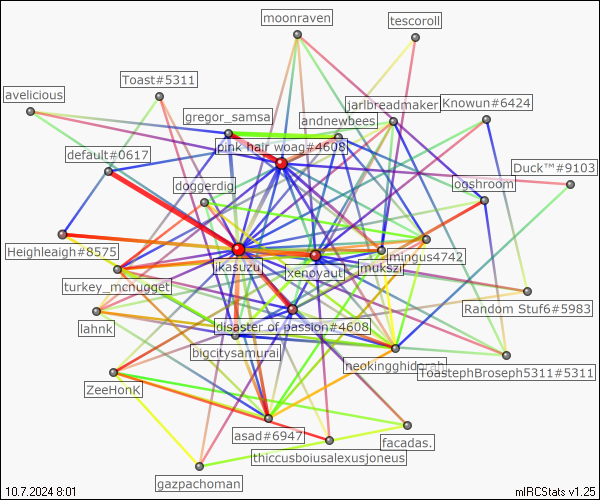 moonraven
tescoroll
Toast#5311
avelicious
jarlbreadmaker
Knowun#6424
gregor_samsa
andnewbees
pink hair woag#4608
default#0617
Duck™#9103
doggerdig
ogshroom
Heighleaigh#8575
mingus4742
jkasuzu
xenoyaut
mukszi
turkey_mcnugget
Random Stuf6#5983
lahnk
disaster of passion#4608
bigcitysamurai
neokingghidorah
ToastephBroseph5311#5311
ZeeHonK
asad#6947
facadas.
thiccusboiusalexusjoneus
gazpachoman
10.7.2024 8:01
mIRCStats v1.25